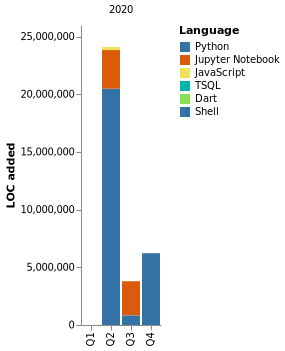 2020
Language
Python
Jupyter Notebook
JavaScript
TSQL
Dart
Shell
LOC added
25,000,000
20,000,000
15,000,000
10,000,000
5,000,000
0
Q1
Q2
Q3
Q4